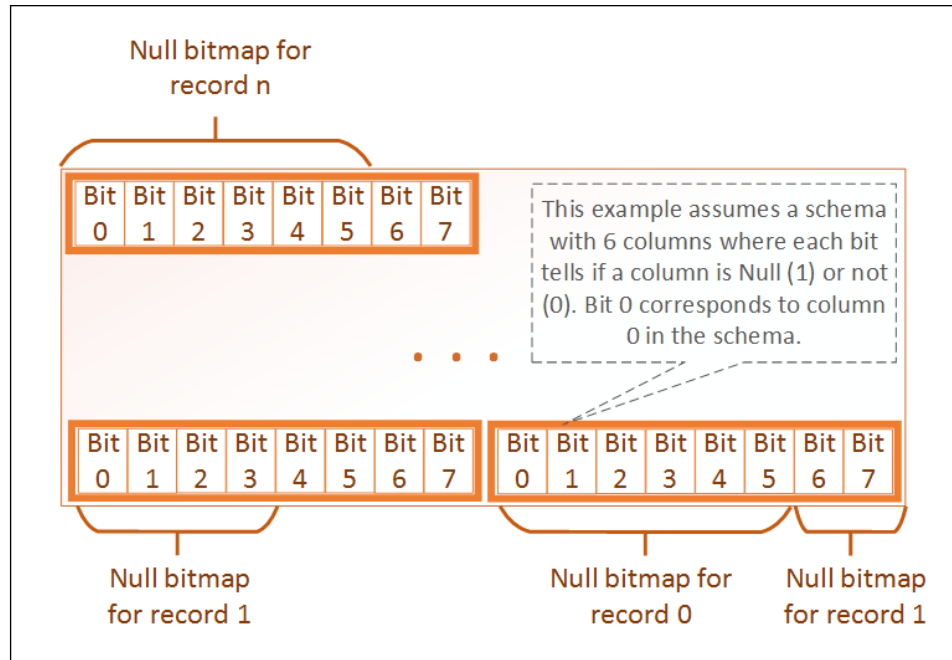 Null bitmap for
record n
Bit Bit Bit Bit Bit Bit Bit Bit
0 1 2 3 4 5 6 7
This example assumes a schema
with 6 columns where each bit
tells if a column is Null (1) or not
(0). Bit 0 corresponds to column
0 in the schema.
. . .
Bit Bit Bit Bit Bit Bit Bit Bit
0 1 2 3 4 5 6 7
Bit Bit Bit Bit Bit Bit Bit Bit
0 1 2 3 4 5 6 7
Null bitmap
for record 1
Null bitmap for
record 0
Null bitmap
for record 1